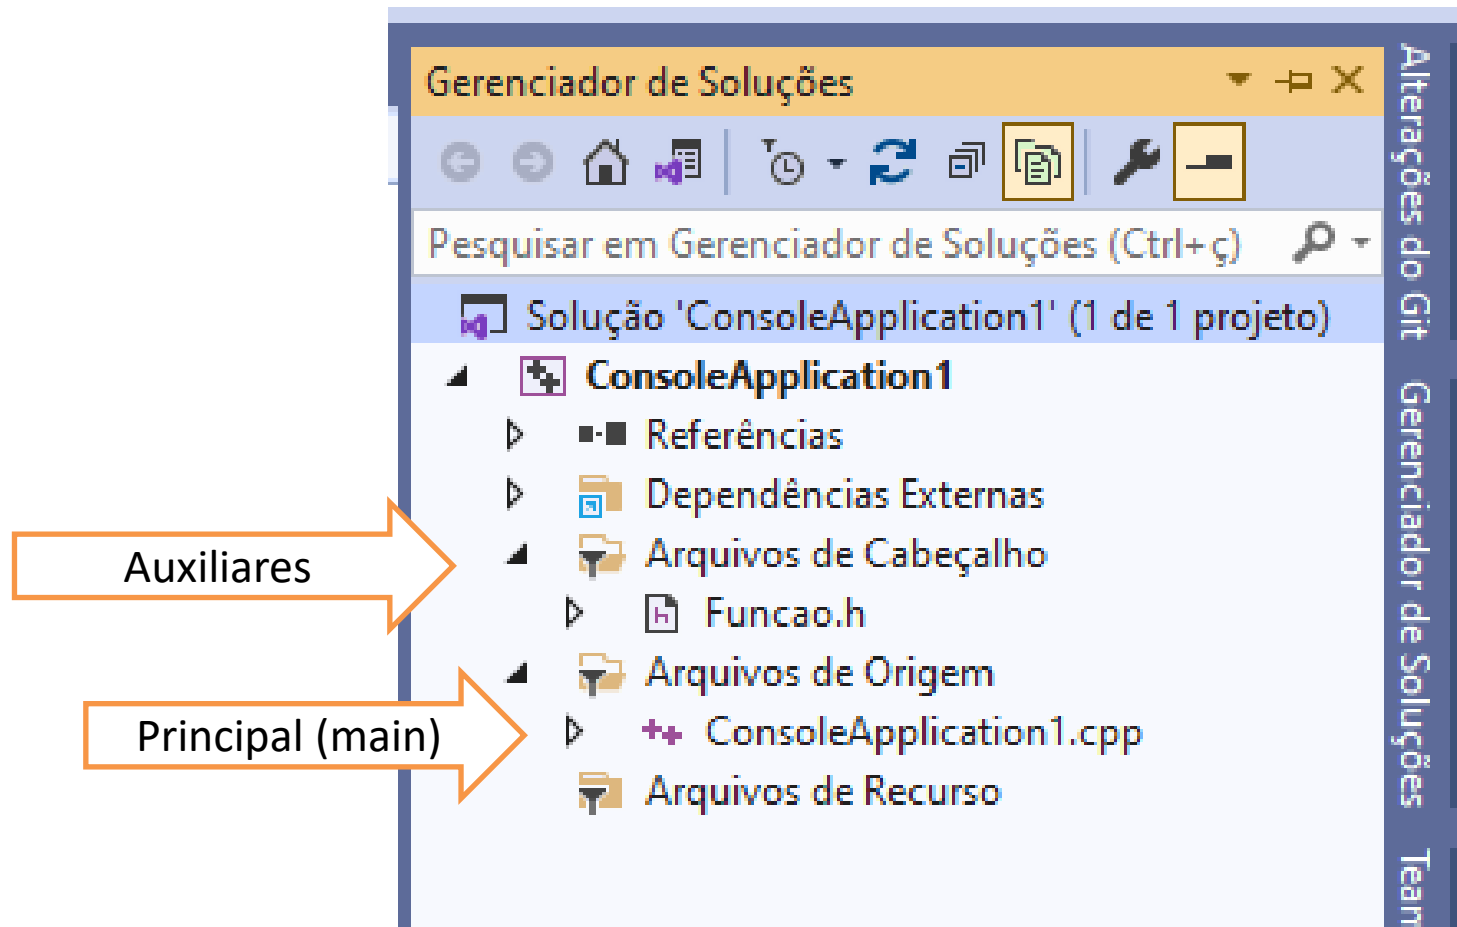 Gerenciador de Soluções
Pesquisar em Gerenciador de Soluções (Ctrl+ç)
Solução 'ConsoleApplication1' (1 de 1 projeto)
ConsoleApplication1
Referências
Dependências Externas
Auxiliares
Arquivos de Cabeçalho
Funcao.h
Arquivos de Origem
Principal (main)
ConsoleApplication1.cpp
Arquivos de Recurso
Alterações do Git
Gerenciador de Soluções
Team